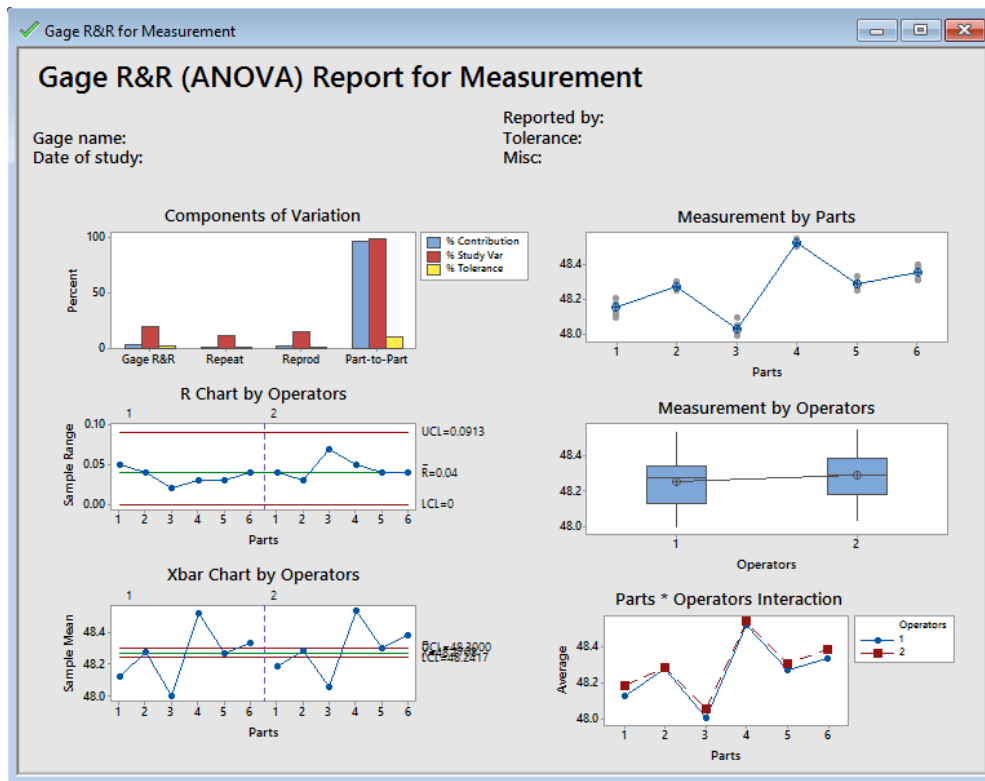 Gage R&R for Measurement
Gage R&R (ANOVA) Report for Measurement
Reported by:
Gage name:
Tolerance:
Date of study:
Misc:
Components of Variation
Percent
100
50
0
Gage R&R Repeat Reprod Part-to-Part
% Contribution
% Study Var
% Tolerance
Measurement by Parts
48.4
48.2
48.0
1 2 3 4 5 6
Parts
R Chart by Operators
1 2
Sample Range
0.10
0.05
0.00
UCL=0.0913
R=0.04
LCL=0
1 2 3 4 5 6 1 2 3 4 5 6
Parts
Measurement by Operators
48.4
48.2
48.0
1 2
Operators
Xbar Chart by Operators
1 2
Sample Mean
48.4
48.2
48.0
UCL=48.3000
LCL=48.2417
1 2 3 4 5 6 1 2 3 4 5 6
Parts
Parts * Operators Interaction
Average
48.4
48.2
48.0
1 2 3 4 5 6
Parts
Operators
1
2